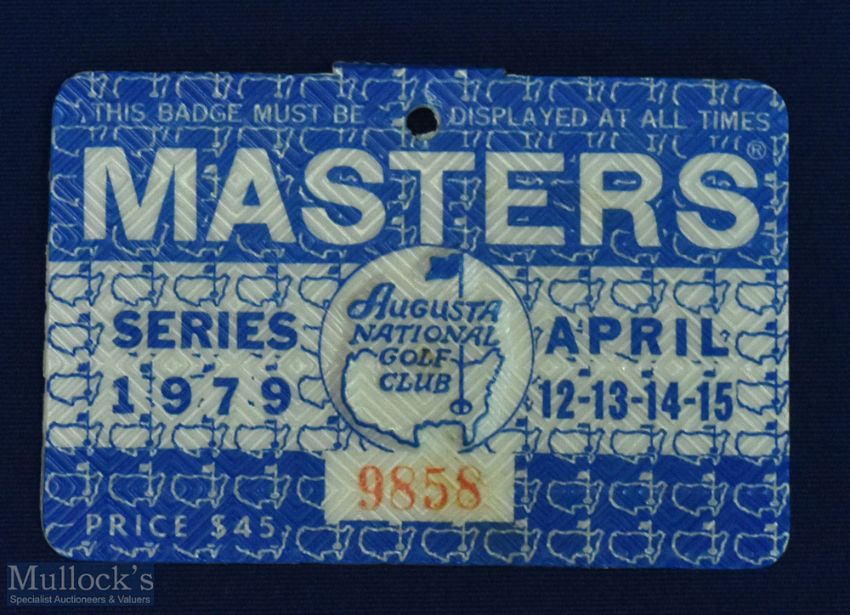 THIS BADGE MUST BE DISPLAYED AT ALL TIMES
MASTERS®
SERIES
1979
AUGUSTA
NATIONAL
GOLF
CLUB
APRIL
12-13-14-15
9858
PRICE $45
Mullock's
Specialist Auctioneers & Valuers